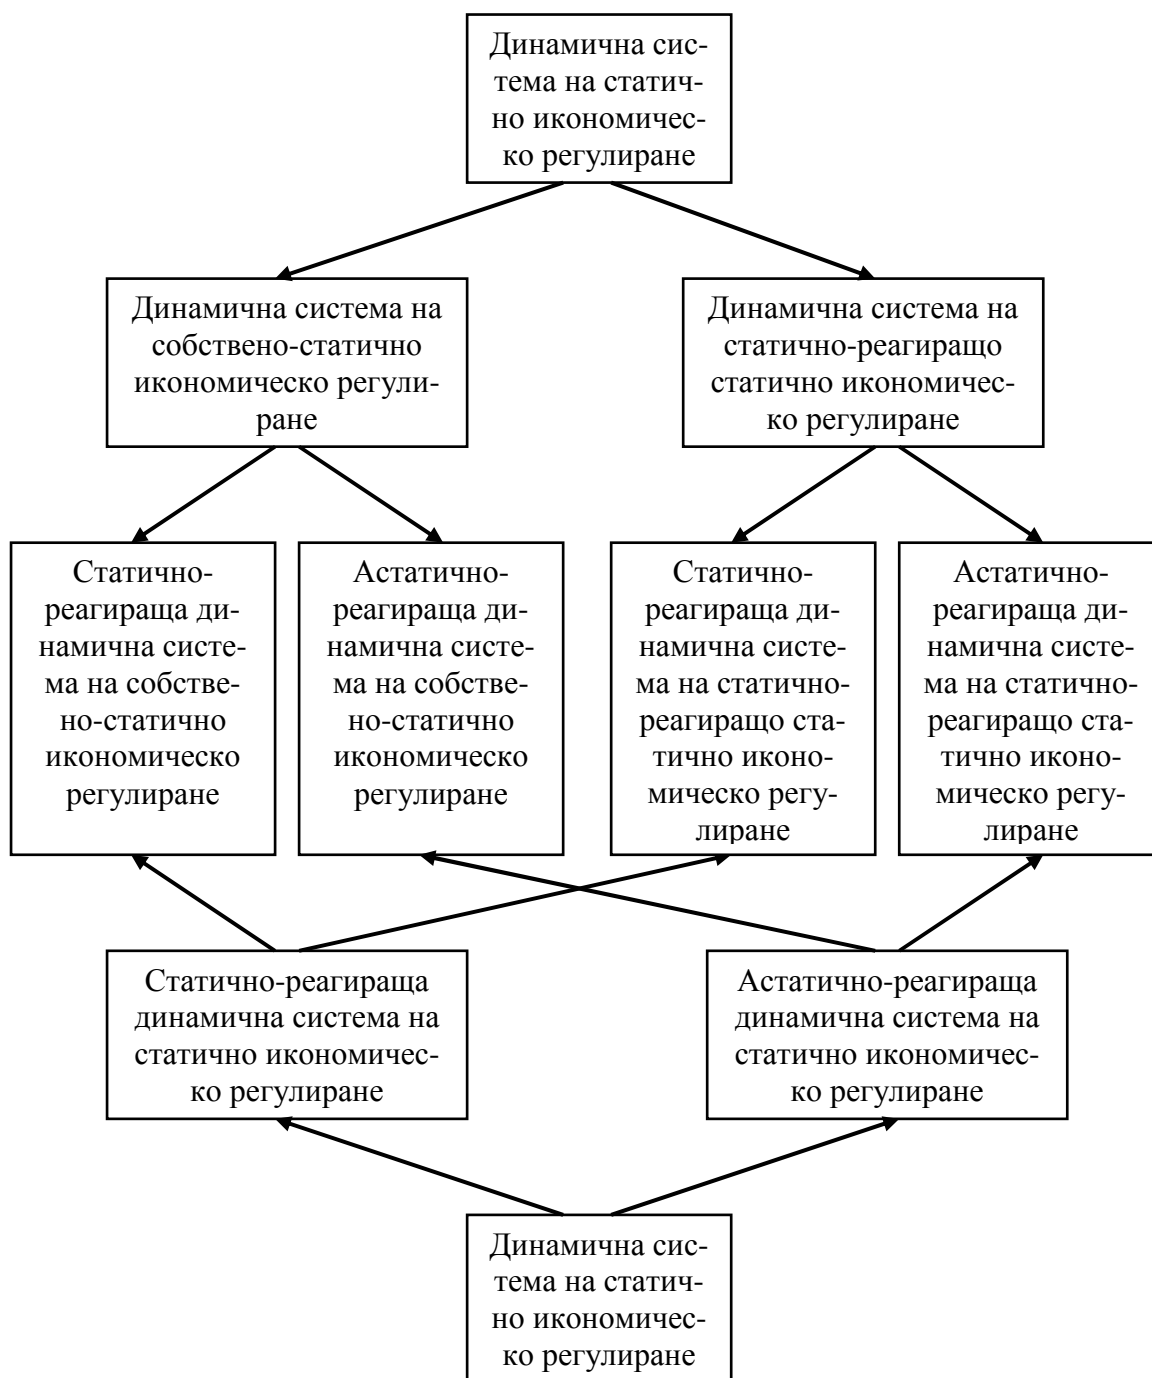 Динамична сис-
тема на статич-
но икономичес-
ко регулиране
Динамична система на
собствено-статично
икономическо регули-
ране
Динамична система на
статично-реагиращо
статично икономичес-
ко регулиране
Статично-
реагираща ди-
намична систе-
ма на собстве-
но-статично
икономическо
регулиране
Астатично-
реагираща ди-
намична систе-
ма на собстве-
но-статично
икономическо
регулиране
Статично-
реагираща ди-
намична систе-
ма на статично-
реагиращо ста-
тично иконо-
мическо регу-
лиране
Астатично-
реагираща ди-
намична систе-
ма на статично-
реагиращо ста-
тично иконо-
мическо регу-
лиране
Статично-реагираща
динамична система на
статично икономичес-
ко регулиране
Астатично-реагираща
динамична система на
статично икономичес-
ко регулиране
Динамична сис-
тема на статич-
но икономичес-
ко регулиране